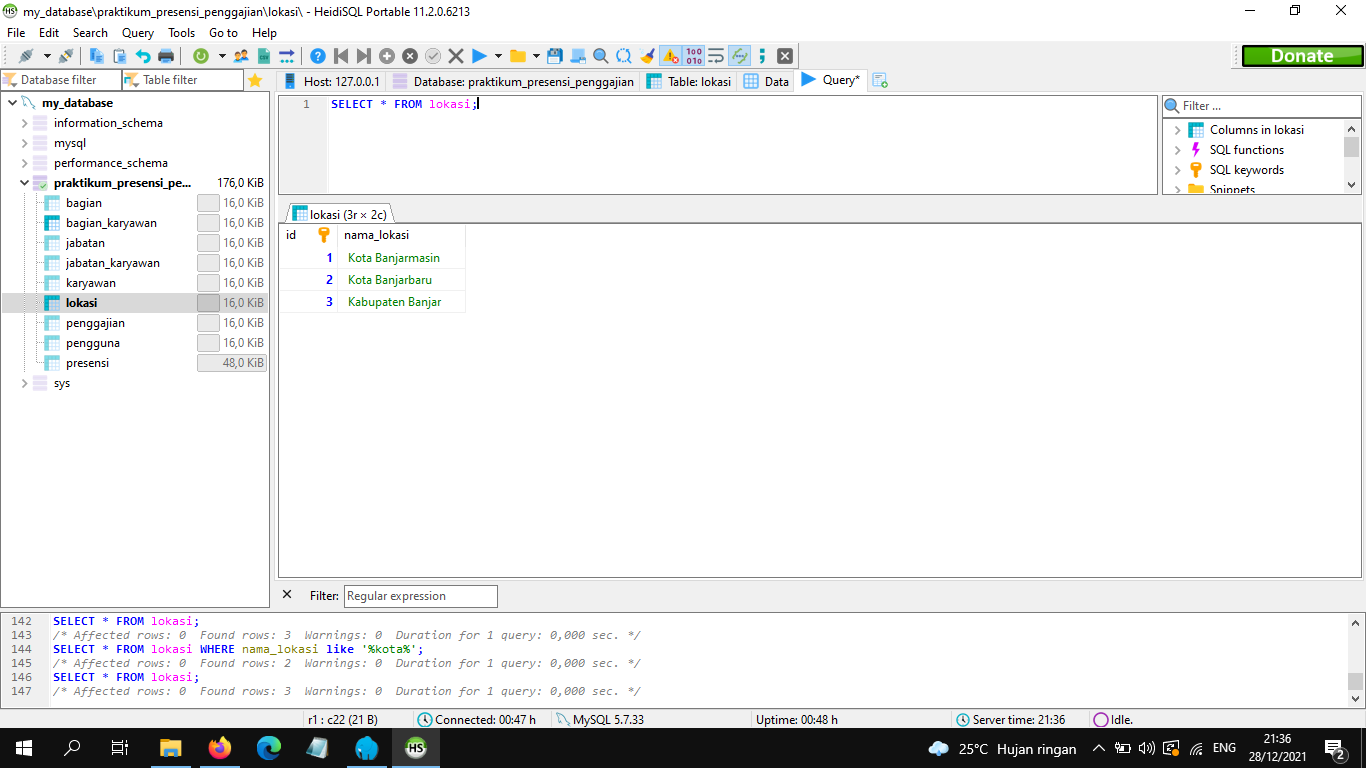 my_database\praktikum_presensi_penggajian\lokasi\ - HeidiSQL Portable 11.2.0.6213
File Edit Search Query Tools Go to Help
Donate
Database filter Table filter
Host: 127.0.0.1 Database: praktikum_presensi_penggajian Table: lokasi Data Query*
my_database
information_schema
mysql
performance_schema
praktikum_presensi_pe... 176,0 KiB
bagian 16,0 KiB
bagian_karyawan 16,0 KiB
jabatan 16,0 KiB
jabatan_karyawan 16,0 KiB
karyawan 16,0 KiB
lokasi 16,0 KiB
penggajian 16,0 KiB
pengguna 16,0 KiB
presensi 48,0 KiB
sys
1 SELECT * FROM lokasi;
Filter ...
Columns in lokasi
SQL functions
SQL keywords
Snippets
lokasi (3r × 2c)
id nama_lokasi
1 Kota Banjarmasin
2 Kota Banjarbaru
3 Kabupaten Banjar
Filter: Regular expression
142 SELECT * FROM lokasi;
143 /* Affected rows: 0 Found rows: 3 Warnings: 0 Duration for 1 query: 0,000 sec. */
144 SELECT * FROM lokasi WHERE nama_lokasi like '%kota%';
145 /* Affected rows: 0 Found rows: 2 Warnings: 0 Duration for 1 query: 0,000 sec. */
146 SELECT * FROM lokasi;
147 /* Affected rows: 0 Found rows: 3 Warnings: 0 Duration for 1 query: 0,000 sec. */
r1 : c22 (21 B) Connected: 00:47 h MySQL 5.7.33 Uptime: 00:48 h Server time: 21:36 Idle.
HS
25°C Hujan ringan
ENG
21:36
28/12/2021
2